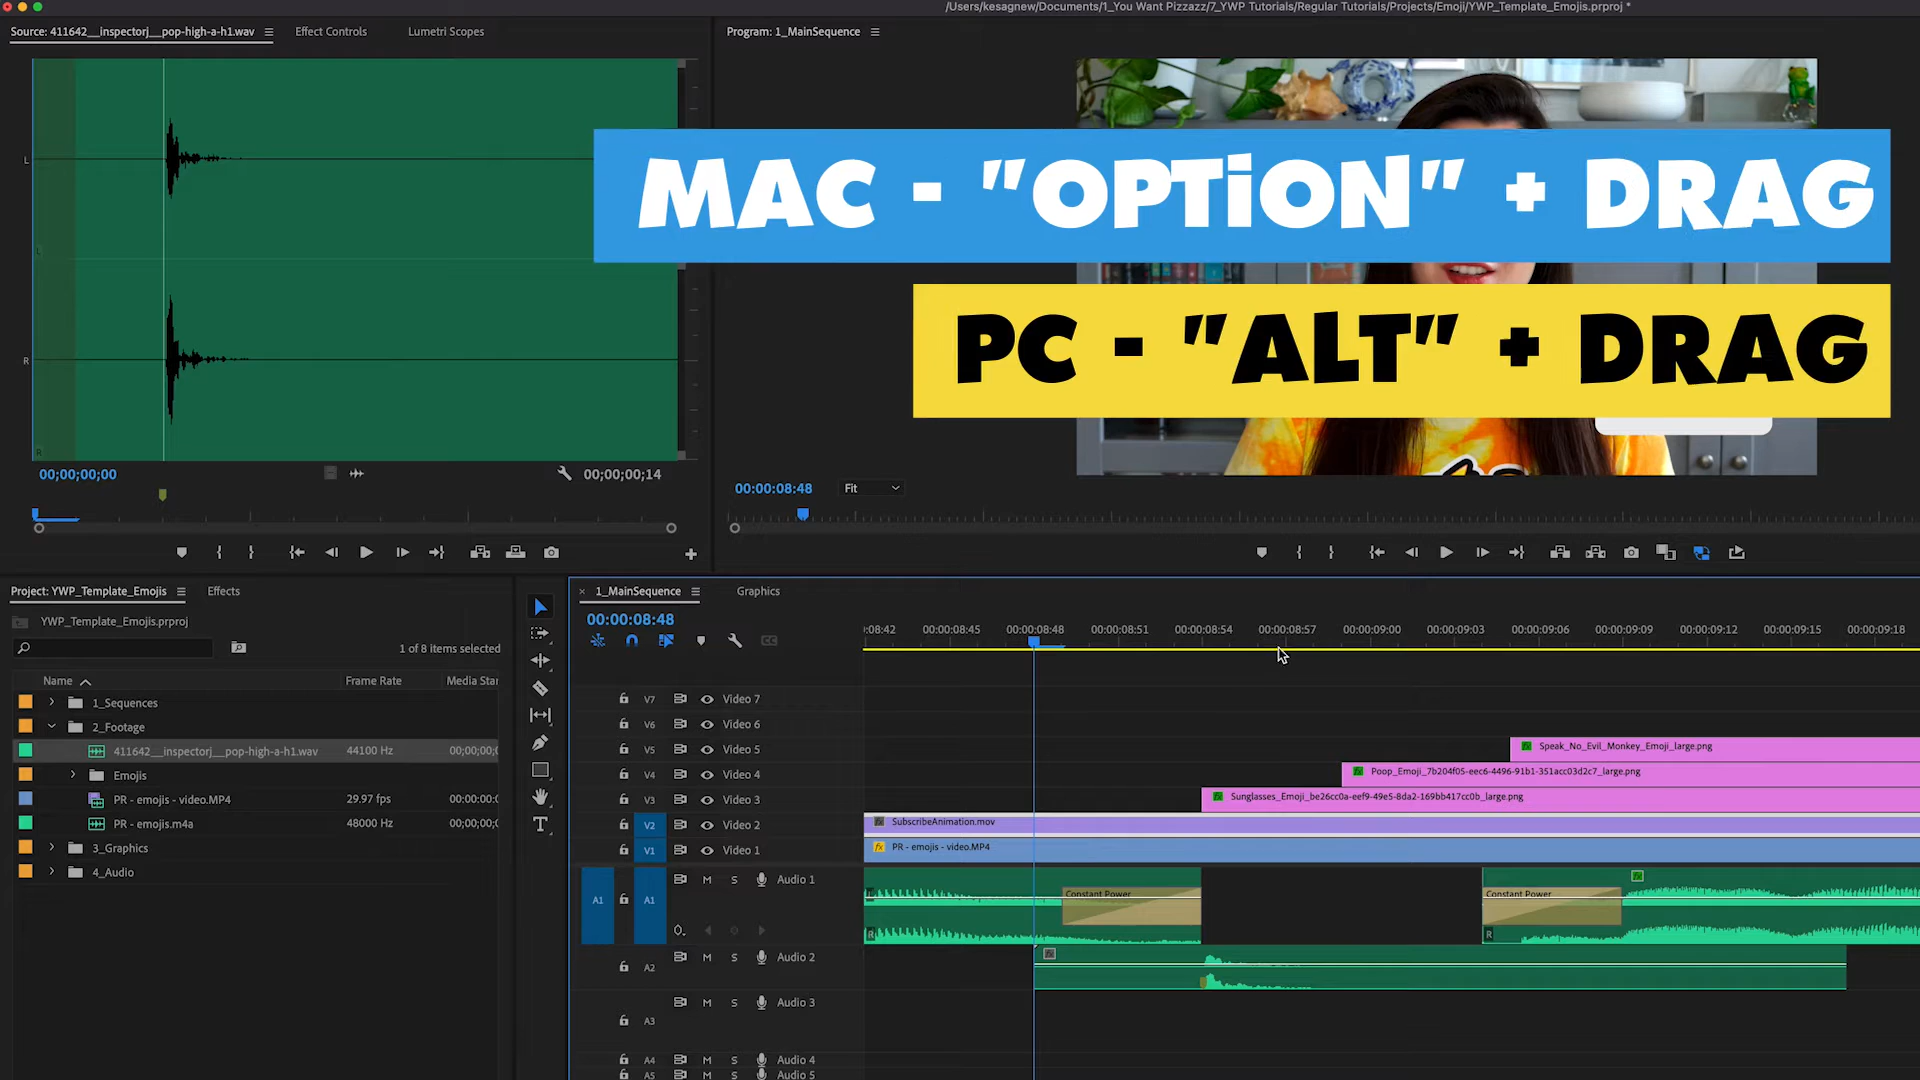 /Users/kesagnew/Documents/1_You Want Pizzazz/7_YWP Tutorials/Regular Tutorials/Projects/Emoji/YWP_Template_Emojis.prproj *
Source: 411642__inspectorj__pop-high-a-h1.wav
Effect Controls
Lumetri Scopes
Program: 1_MainSequence
L
L
R
R
MAC - "OPTiON" + DRAG
PC - "ALT" + DRAG
00;00;00;00
00;00;00;14
00:00:08:48
Fit
Project: YWP_Template_Emojis
Effects
YWP_Template_Emojis.prproj
1 of 8 items selected
Name
Frame Rate
Media Star
1_Sequences
2_Footage
411642__inspectorj__pop-high-a-h1.wav
44100 Hz
00;00;00;
Emojis
PR - emojis - video.MP4
29.97 fps
00:00:00:
PR - emojis.m4a
48000 Hz
00;00;00;
3_Graphics
4_Audio
× 1_MainSequence
Graphics
00:00:08:48
CC
:08:42
00:00:08:45
00:00:08:48
00:00:08:51
00:00:08:54
00:00:08:57
00:00:09:00
00:00:09:03
00:00:09:06
00:00:09:09
00:00:09:12
00:00:09:15
00:00:09:18
V7 Video 7
V6 Video 6
V5 Video 5
Speak_No_Evil_Monkey_Emoji_large.png
V4 Video 4
Poop_Emoji_7b204f05-eec6-4496-91b1-351acc03d2c7_large.png
V3 Video 3
Sunglasses_Emoji_be26cc0a-eef9-49e5-8da2-169bb417cc0b_large.png
V2 Video 2
fx SubscribeAnimation.mov
V1 Video 1
fx PR - emojis - video.MP4
A1 A1 M S Audio 1
Constant Power
Constant Power
R
R
A2 M S Audio 2
fx
A3 M S Audio 3
A4 M S Audio 4
A5 M S Audio 5